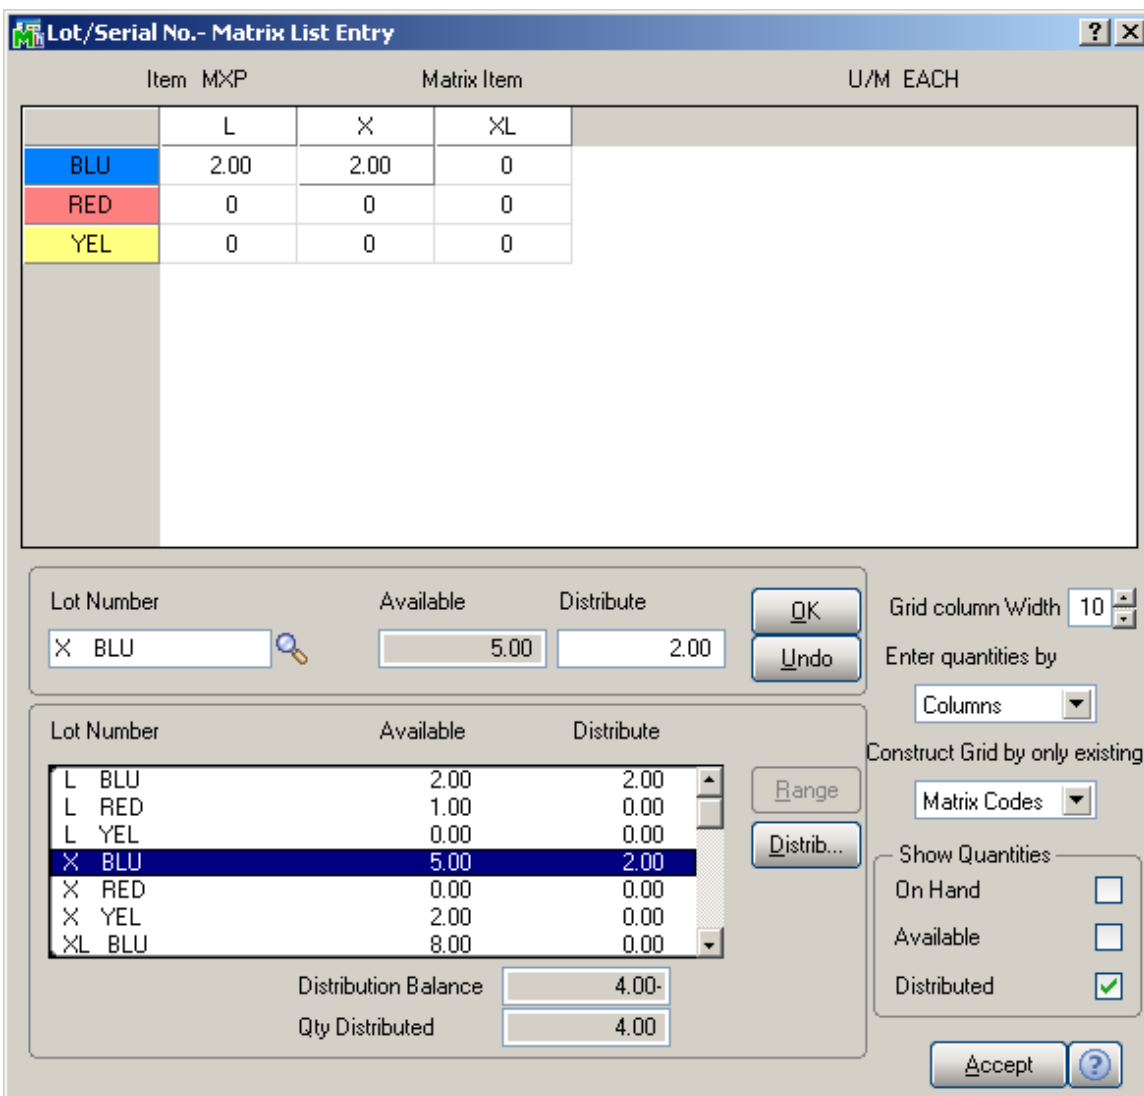 Lot/Serial No.- Matrix List Entry
Item MXP Matrix Item U/M EACH
L X XL
BLU 2.00 2.00 0
RED 0 0 0
YEL 0 0 0
Lot Number Available Distribute
X BLU 5.00 2.00
OK
Undo
Grid column Width 10
Enter quantities by
Columns
Construct Grid by only existing
Matrix Codes
Lot Number Available Distribute
L BLU 2.00 2.00
L RED 1.00 0.00
L YEL 0.00 0.00
X BLU 5.00 2.00
X RED 0.00 0.00
X YEL 2.00 0.00
XL BLU 8.00 0.00
Range
Distrib...
Show Quantities
On Hand
Available
Distributed
Distribution Balance 4.00-
Qty Distributed 4.00
Accept